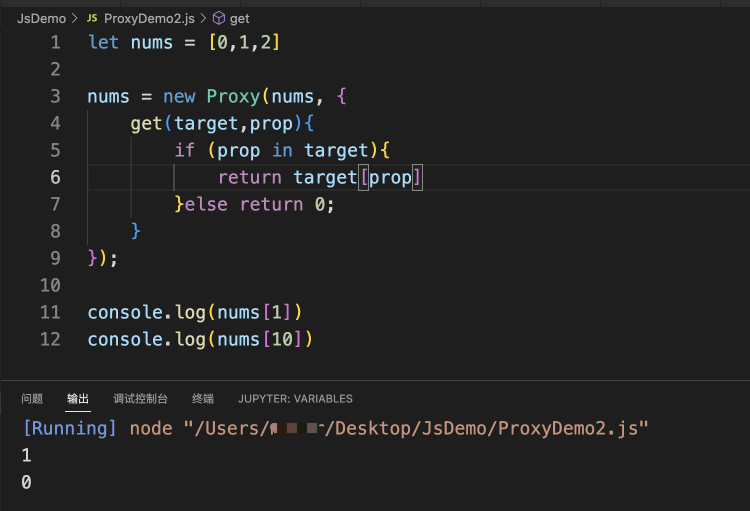 JsDemo > JS ProxyDemo2.js > get
1 let nums = [0,1,2]
2
3 nums = new Proxy(nums, {
4     get(target,prop){
5         if (prop in target){
6             return target[prop]
7         }else return 0;
8     }
9 });
10
11 console.log(nums[1])
12 console.log(nums[10])
问题 输出 调试控制台 终端 JUPYTER: VARIABLES
[Running] node "/Users/ /Desktop/JsDemo/ProxyDemo2.js"
1
0